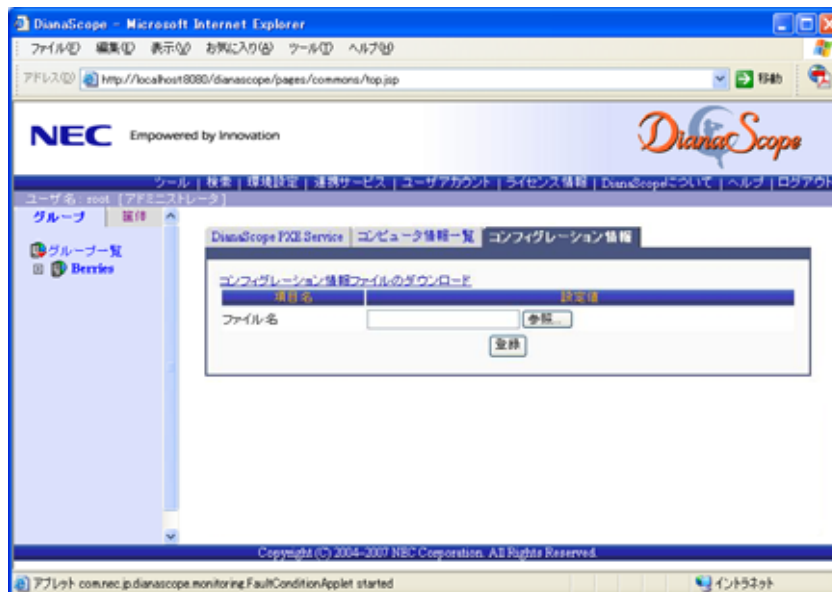 DianaScope - Microsoft Internet Explorer
ファイル(F) 編集(E) 表示(V) お気に入り(A) ツール(T) ヘルプ(H)
アドレス(D) http://localhost:8080/dianascope/pages/commons/top.jsp 移動
NEC Empowered by Innovation DianaScope
ツール | 検索 | 環境設定 | 連携サービス | ユーザアカウント | ライセンス情報 | DianaScopeについて | ヘルプ | ログアウト
ユーザ名: root [アドミニストレータ]
グループ 筐体
DianaScope PXE Service コンピュータ情報一覧 コンフィグレーション情報
グループ一覧
Berries
コンフィグレーション情報ファイルのダウンロード
項目名 設定値
ファイル名 参照...
登録
Copyright (C) 2004-2007 NEC Corporation. All Rights Reserved.
アプレット com.nec.jp.dianascope.monitoring.FaultConditionApplet started イントラネット